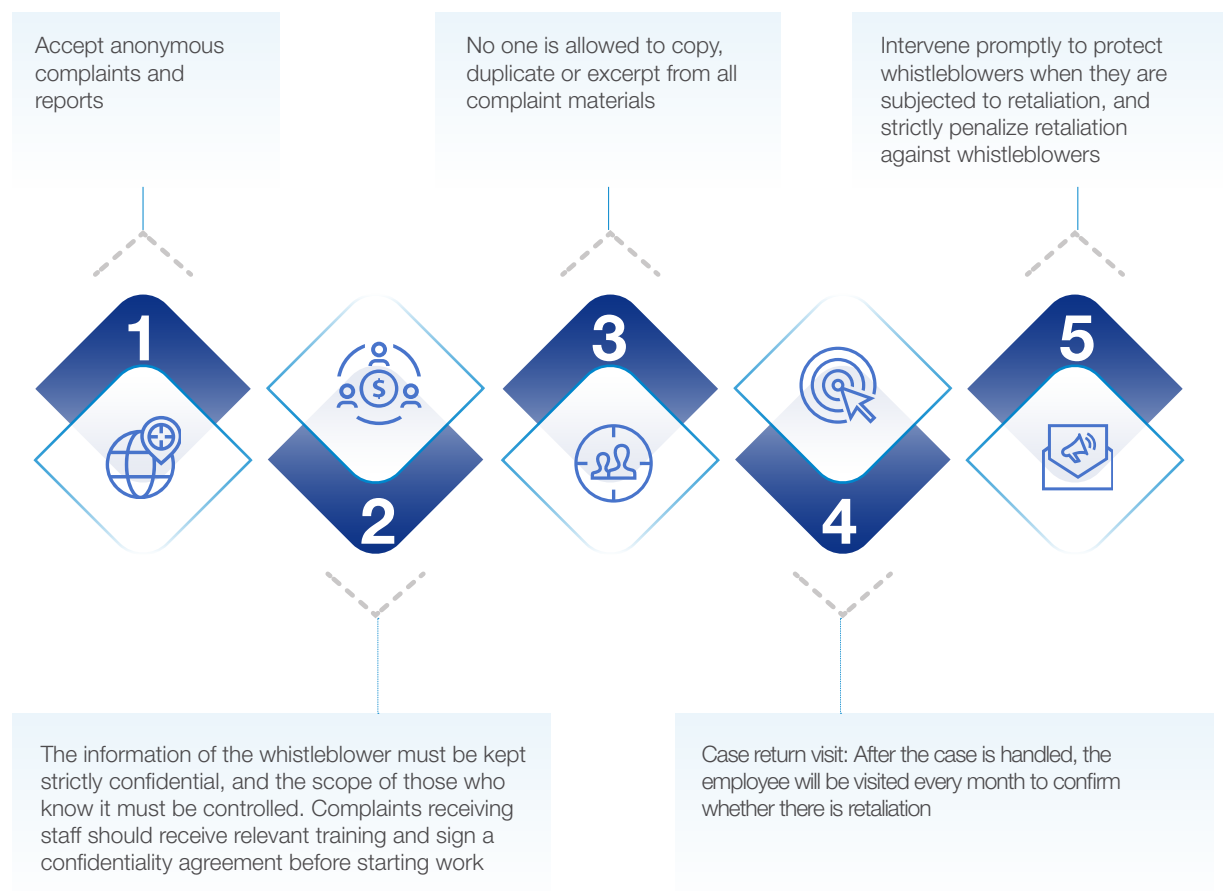 Accept anonymous
complaints and
reports
No one is allowed to copy,
duplicate or excerpt from all
complaint materials
Intervene promptly to protect
whistleblowers when they are
subjected to retaliation, and
strictly penalize retaliation
against whistleblowers
1
2
$
3
4
5
The information of the whistleblower must be kept
strictly confidential, and the scope of those who
know it must be controlled. Complaints receiving
staff should receive relevant training and sign a
confidentiality agreement before starting work
Case return visit: After the case is handled, the
employee will be visited every month to confirm
whether there is retaliation